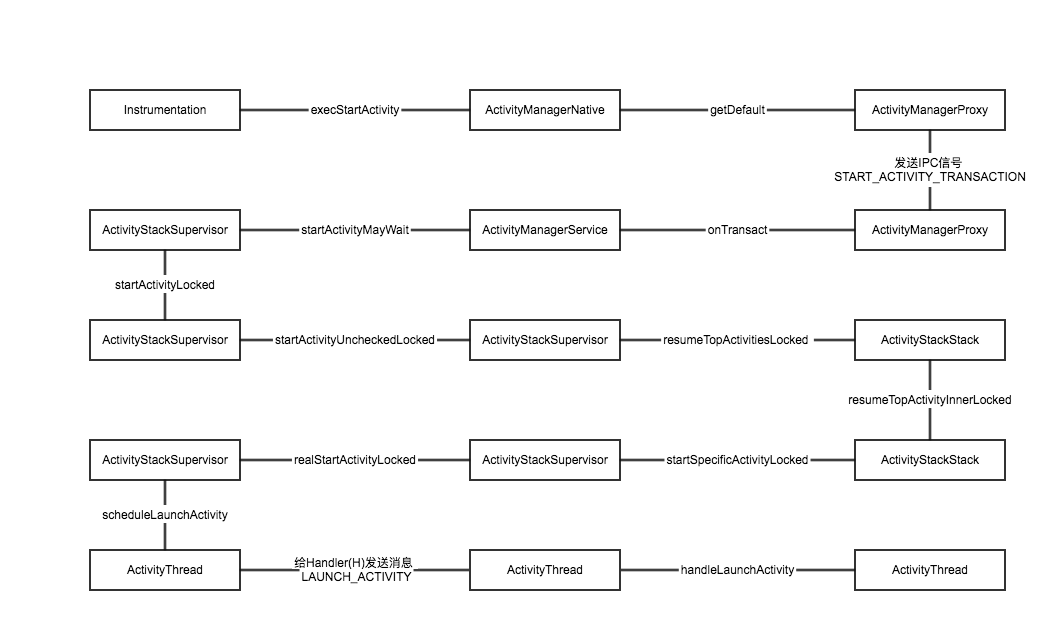 Instrumentation
execStartActivity
ActivityManagerNative
getDefault
ActivityManagerProxy
发送IPC信号
START_ACTIVITY_TRANSACTION
ActivityStackSupervisor
startActivityMayWait
ActivityManagerService
onTransact
ActivityManagerProxy
startActivityLocked
ActivityStackSupervisor
startActivityUncheckedLocked
ActivityStackSupervisor
resumeTopActivitiesLocked
ActivityStackStack
resumeTopActivityInnerLocked
ActivityStackSupervisor
realStartActivityLocked
ActivityStackSupervisor
startSpecificActivityLocked
ActivityStackStack
scheduleLaunchActivity
ActivityThread
给Handler(H)发送消息
LAUNCH_ACTIVITY
ActivityThread
handleLaunchActivity
ActivityThread